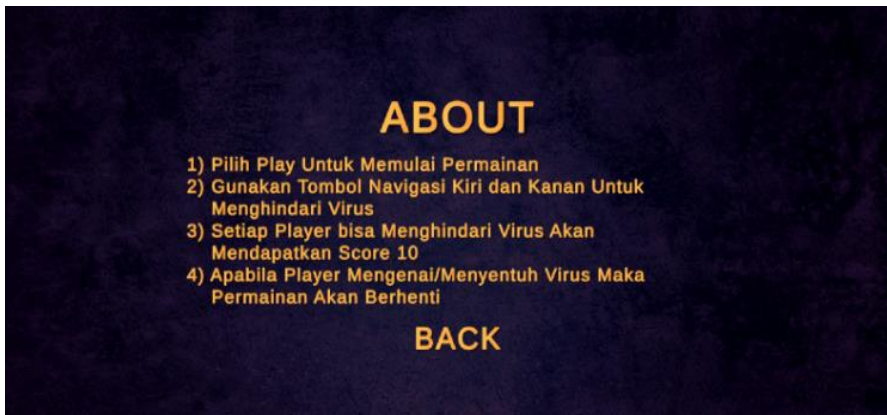 ABOUT
1) Pilih Play Untuk Memulai Permainan
2) Gunakan Tombol Navigasi Kiri dan Kanan Untuk
Menghindari Virus
3) Setiap Player bisa Menghindari Virus Akan
Mendapatkan Score 10
4) Apabila Player Mengenai/Menyentuh Virus Maka
Permainan Akan Berhenti
BACK